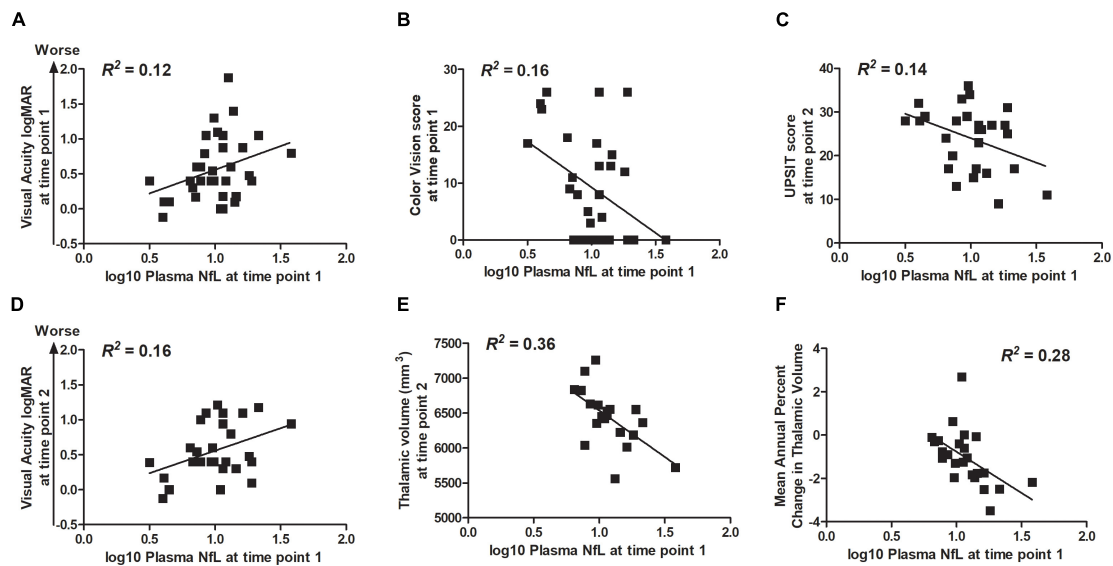 A
Worse
R² = 0.12
2.0
1.5
1.0
0.5
0.0
-0.5
Visual Acuity logMAR
at time point 1
0.0
0.5
1.0
1.5
2.0
log10 Plasma NfL at time point 1
B
R² = 0.16
30
20
10
0
Color Vision score
at time point 1
0.0
0.5
1.0
1.5
2.0
log10 Plasma NfL at time point 1
C
R² = 0.14
40
30
20
10
0
UPSIT score
at time point 2
0.0
0.5
1.0
1.5
2.0
log10 Plasma NfL at time point 1
D
Worse
R² = 0.16
2.0
1.5
1.0
0.5
0.0
-0.5
Visual Acuity logMAR
at time point 2
0.0
0.5
1.0
1.5
2.0
log10 Plasma NfL at time point 1
E
R² = 0.36
7500
7000
6500
6000
5500
5000
Thalamic volume (mm³)
at time point 2
0.0
0.5
1.0
1.5
2.0
log10 Plasma NfL at time point 1
F
R² = 0.28
4
2
0
-2
-4
Mean Annual Percent
Change in Thalamic Volume
0.0
0.5
1.0
1.5
2.0
log10 Plasma NfL at time point 1